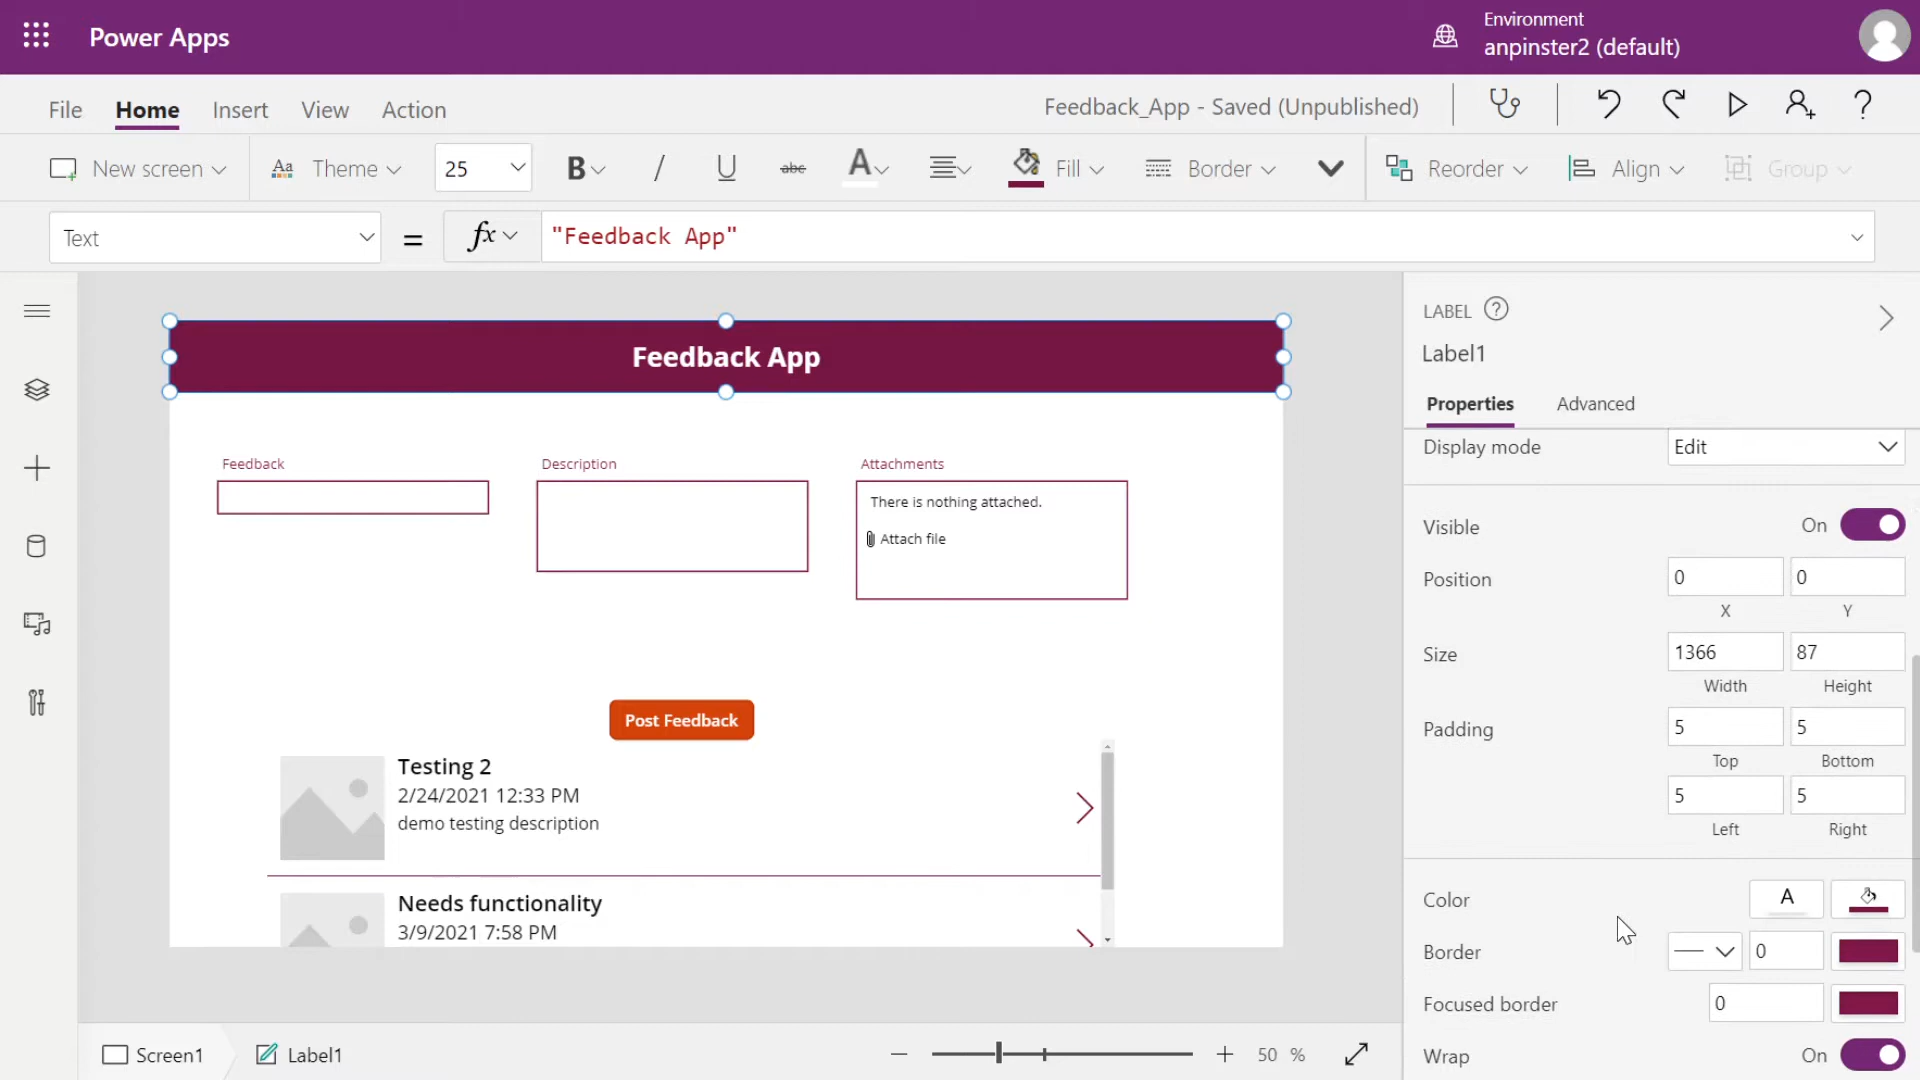 Power Apps
Environment
anpinster2 (default)
File Home Insert View Action
Feedback_App - Saved (Unpublished)
?
New screen
Aa Theme
25
B / U abc A
Fill
Border
Reorder
Align
Group
Text
=
fx
"Feedback App"
Feedback App
Feedback
Description
Attachments
There is nothing attached.
Attach file
Post Feedback
Testing 2
2/24/2021 12:33 PM
demo testing description
Needs functionality
3/9/2021 7:58 PM
LABEL ?
Label1
Properties Advanced
Display mode Edit
Visible On
Position 0 0
X Y
Size 1366 87
Width Height
Padding 5 5
Top Bottom
5 5
Left Right
Color A
Border 0
Focused border 0
Wrap On
Screen1 Label1
50 %